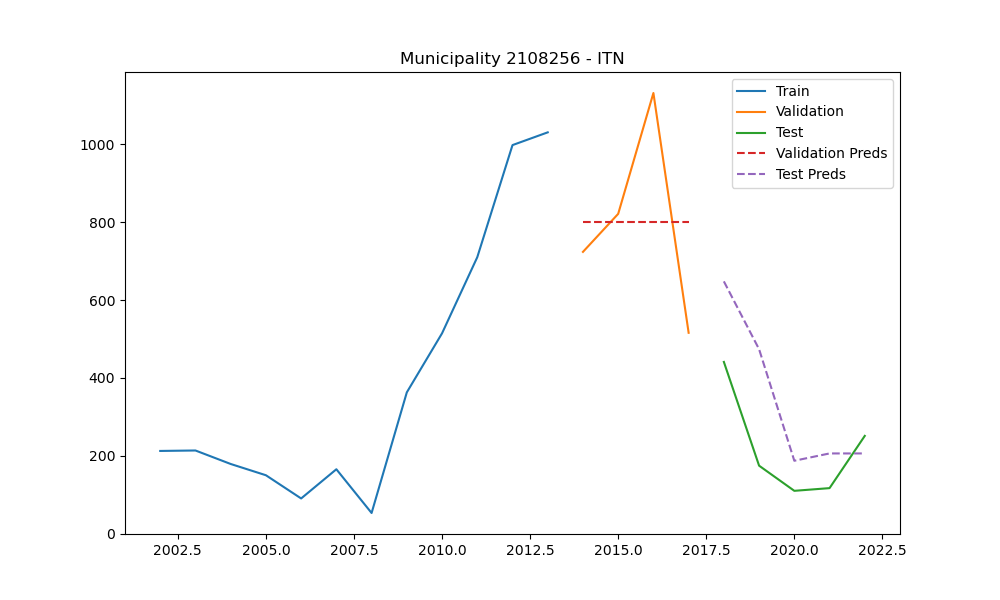 Municipality 2108256 - ITN
Train
Validation
Test
Validation Preds
Test Preds
1000
800
600
400
200
0
2002.5 2005.0 2007.5 2010.0 2012.5 2015.0 2017.5 2020.0 2022.5